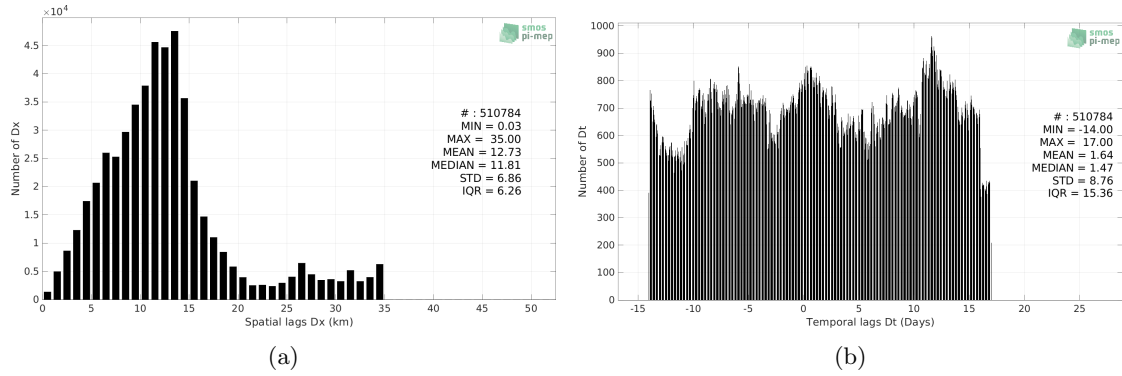 ×10⁴
4.5
4
3.5
3
2.5
2
1.5
1
0.5
0
Number of Dx
smos
pi-mep
# : 510784
MIN = 0.03
MAX = 35.00
MEAN = 12.73
MEDIAN = 11.81
STD = 6.86
IQR = 6.26
0 5 10 15 20 25 30 35 40 45 50
Spatial lags Dx (km)
(a)
1000
900
800
700
600
500
400
300
200
100
0
Number of Dt
smos
pi-mep
# : 510784
MIN = -14.00
MAX = 17.00
MEAN = 1.64
MEDIAN = 1.47
STD = 8.76
IQR = 15.36
-15 -10 -5 0 5 10 15 20 25
Temporal lags Dt (Days)
(b)